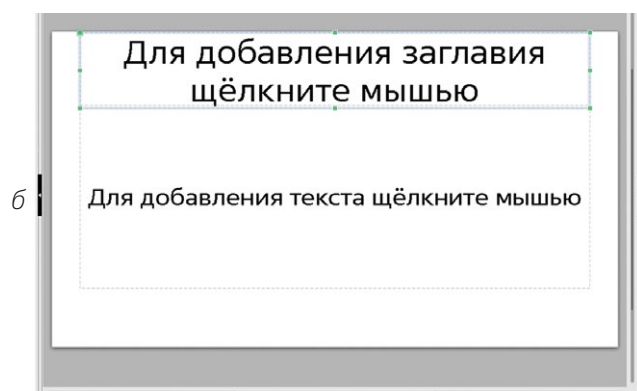 Для добавления заглавия
щёлкните мышью
б
Для добавления текста щёлкните мышью